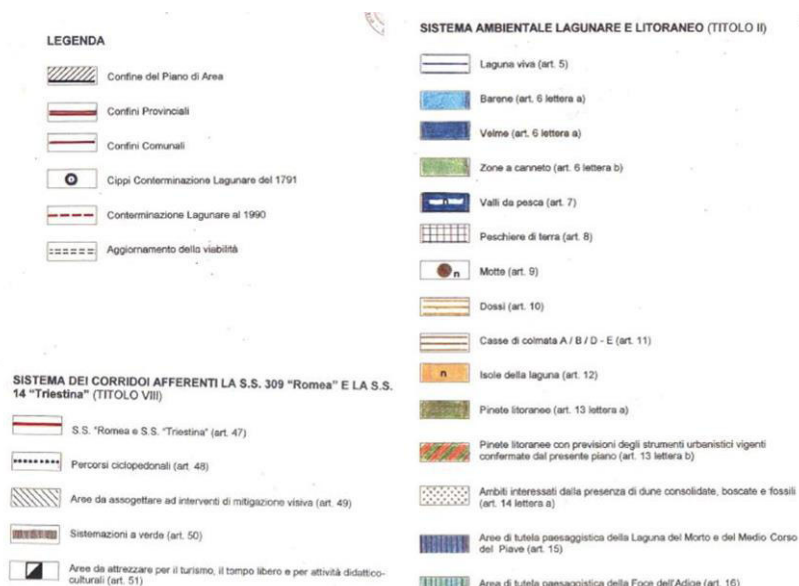 LEGENDA
Confine del Piano di Area
Confini Provinciali
Confini Comunali
Cippi Conterminazione Lagunare del 1791
Conterminazione Lagunare al 1990
Aggiornamento della viabilità
SISTEMA DEI CORRIDOI AFFERENTI LA S.S. 309 "Romea" E LA S.S.
14 "Triestina" (TITOLO VIII)
S.S. "Romea e S.S. "Triestina" (art. 47)
Percorsi ciclopedonali (art. 48)
Aree da assogettare ad interventi di mitigazione visiva (art. 49)
Sistemazioni a verde (art. 50)
Aree da attrezzare per il turismo, il tempo libero e per attività didattico-
culturali (art. 51)
SISTEMA AMBIENTALE LAGUNARE E LITORANEO (TITOLO II)
Laguna viva (art. 5)
Barene (art. 6 lettera a)
Velme (art. 6 lettera a)
Zone a canneto (art. 6 lettera b)
Valli da pesca (art. 7)
Peschiere di terra (art. 8)
n
Motte (art. 9)
Dossi (art. 10)
Casse di colmata A / B / D - E (art. 11)
n
Isole della laguna (art. 12)
Pinete litoranee (art. 13 lettera a)
Pinete litoranee con previsioni degli strumenti urbanistici vigenti
confermate dal presente piano (art. 13 lettera b)
Ambiti interessati dalla presenza di dune consolidate, boscate e fossili
(art. 14 lettera a)
Aree di tutela paesaggistica della Laguna del Morto e del Medio Corso
del Piave (art. 15)
Area di tutela paesaggistica della Foce dell'Adige (art. 16)